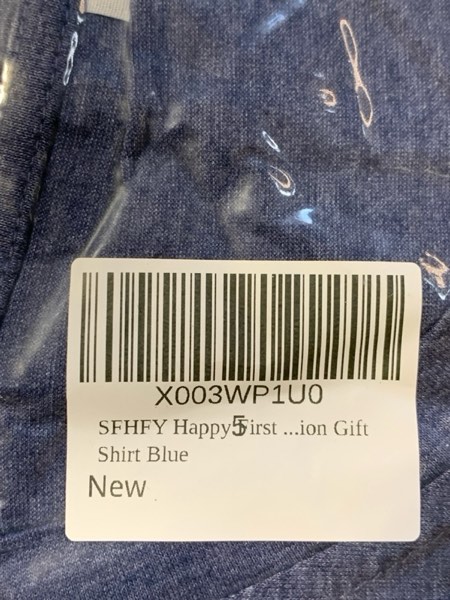 X003WP1U0
5
SFHFY Happy First ...ion Gift
Shirt Blue
New